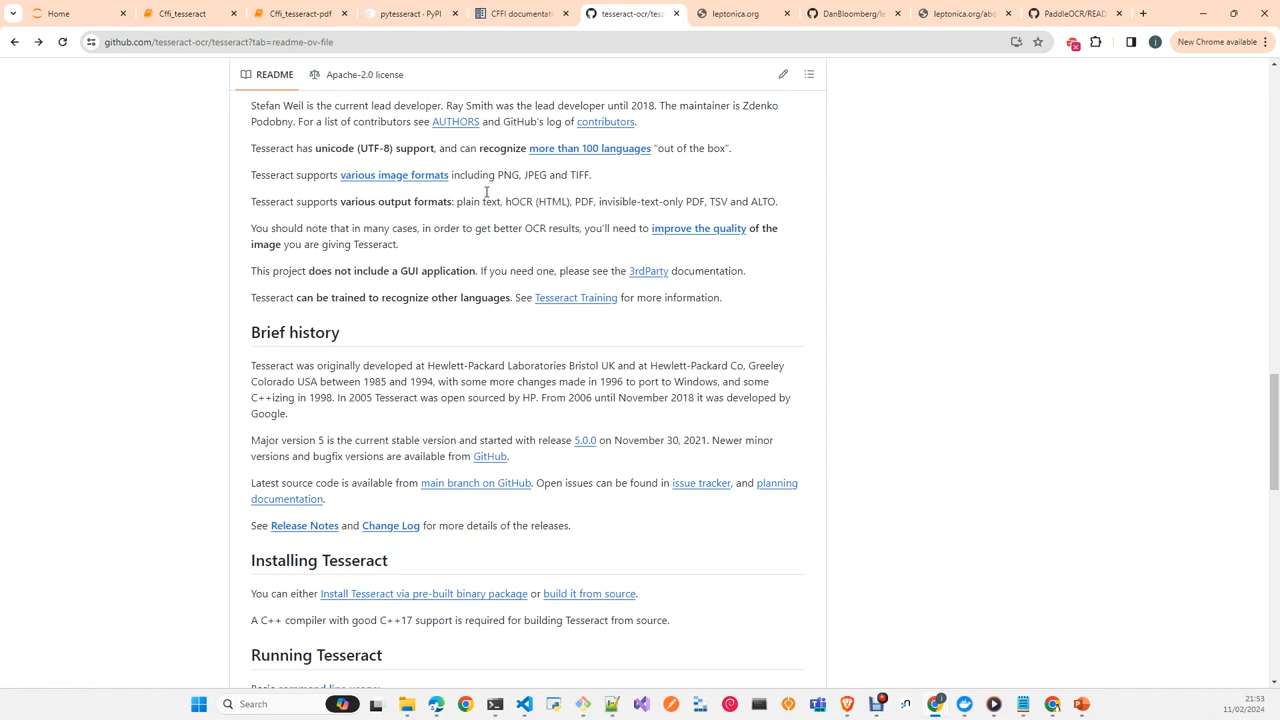 Home
Cffi_tesseract
Cffi_tesseract-pdf
pytesseract - PyPI
CFFI documentati
tesseract-ocr/tess
leptonica.org
DanBloomberg/le
leptonica.org/abo
PaddleOCR/READ
github.com/tesseract-ocr/tesseract?tab=readme-ov-file
New Chrome available
README
Apache-2.0 license
Stefan Weil is the current lead developer. Ray Smith was the lead developer until 2018. The maintainer is Zdenko
Podobny. For a list of contributors see AUTHORS and GitHub's log of contributors.
Tesseract has unicode (UTF-8) support, and can recognize more than 100 languages "out of the box".
Tesseract supports various image formats including PNG, JPEG and TIFF.
Tesseract supports various output formats: plain text, hOCR (HTML), PDF, invisible-text-only PDF, TSV and ALTO.
You should note that in many cases, in order to get better OCR results, you'll need to improve the quality of the
image you are giving Tesseract.
This project does not include a GUI application. If you need one, please see the 3rdParty documentation.
Tesseract can be trained to recognize other languages. See Tesseract Training for more information.
Brief history
Tesseract was originally developed at Hewlett-Packard Laboratories Bristol UK and at Hewlett-Packard Co, Greeley
Colorado USA between 1985 and 1994, with some more changes made in 1996 to port to Windows, and some
C++izing in 1998. In 2005 Tesseract was open sourced by HP. From 2006 until November 2018 it was developed by
Google.
Major version 5 is the current stable version and started with release 5.0.0 on November 30, 2021. Newer minor
versions and bugfix versions are available from GitHub.
Latest source code is available from main branch on GitHub. Open issues can be found in issue tracker, and planning
documentation.
See Release Notes and Change Log for more details of the releases.
Installing Tesseract
You can either Install Tesseract via pre-built binary package or build it from source.
A C++ compiler with good C++17 support is required for building Tesseract from source.
Running Tesseract
Basic command line usage:
Search
21:53
11/02/2024